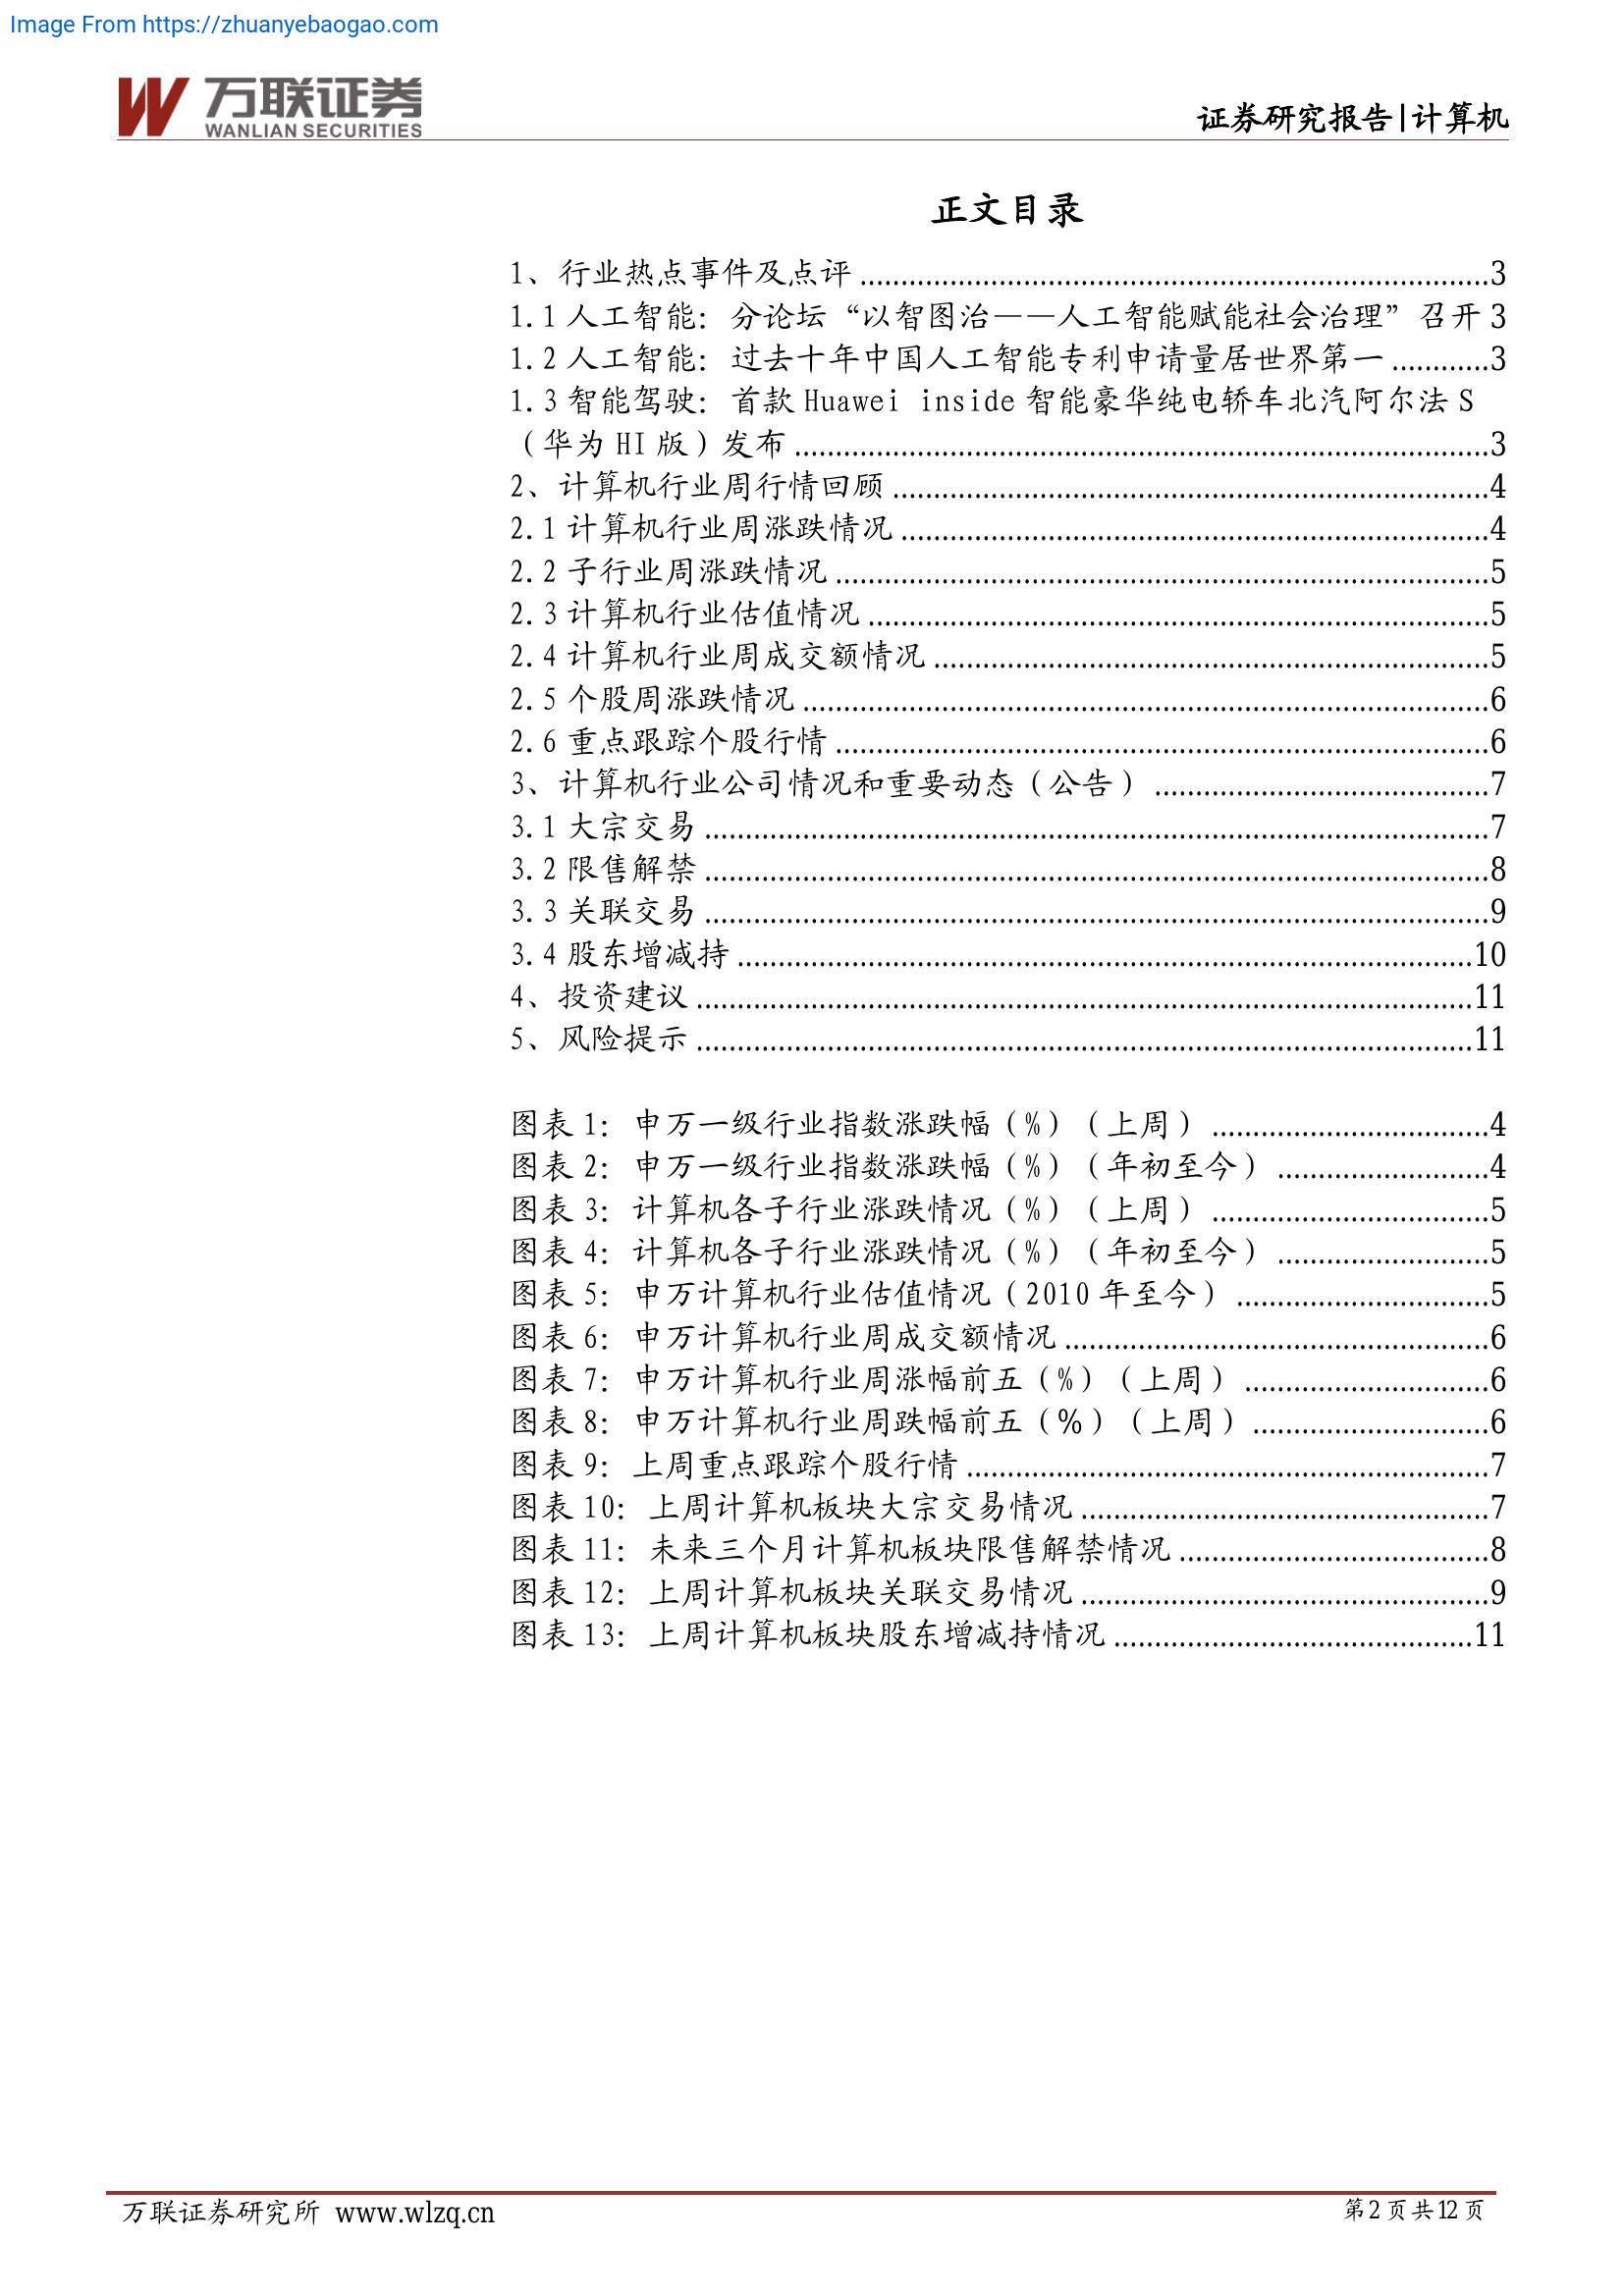 Image From https://zhuanyebaogao.com
万联证券
WANLIAN SECURITIES
证券研究报告|计算机
正文目录
1、行业热点事件及点评 ........ 3
1.1 人工智能：分论坛“以智图治——人工智能赋能社会治理”召开 3
1.2 人工智能：过去十年中国人工智能专利申请量居世界第一 ........ 3
1.3 智能驾驶：首款 Huawei inside 智能豪华纯电轿车北汽阿尔法 S
（华为 HI 版）发布 ........ 3
2、计算机行业周行情回顾 ........ 4
2.1 计算机行业周涨跌情况 ........ 4
2.2 子行业周涨跌情况 ........ 5
2.3 计算机行业估值情况 ........ 5
2.4 计算机行业周成交额情况 ........ 5
2.5 个股周涨跌情况 ........ 6
2.6 重点跟踪个股行情 ........ 6
3、计算机行业公司情况和重要动态（公告） ........ 7
3.1 大宗交易 ........ 7
3.2 限售解禁 ........ 8
3.3 关联交易 ........ 9
3.4 股东增减持 ........ 10
4、投资建议 ........ 11
5、风险提示 ........ 11
图表 1：申万一级行业指数涨跌幅（%）（上周） ........ 4
图表 2：申万一级行业指数涨跌幅（%）（年初至今） ........ 4
图表 3：计算机各子行业涨跌情况（%）（上周） ........ 5
图表 4：计算机各子行业涨跌情况（%）（年初至今） ........ 5
图表 5：申万计算机行业估值情况（2010 年至今） ........ 5
图表 6：申万计算机行业周成交额情况 ........ 6
图表 7：申万计算机行业周涨幅前五（%）（上周） ........ 6
图表 8：申万计算机行业周跌幅前五（%）（上周） ........ 6
图表 9：上周重点跟踪个股行情 ........ 7
图表 10：上周计算机板块大宗交易情况 ........ 7
图表 11：未来三个月计算机板块限售解禁情况 ........ 8
图表 12：上周计算机板块关联交易情况 ........ 9
图表 13：上周计算机板块股东增减持情况 ........ 11
万联证券研究所 www.wlzq.cn
第 2 页 共 12 页